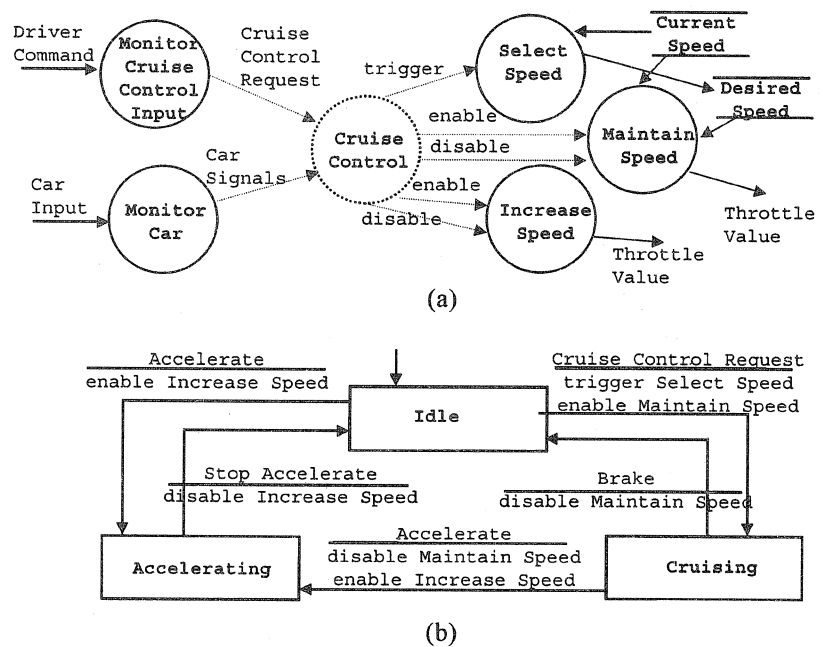 Driver
Command
Monitor
Cruise
Control
Input
Cruise
Control
Request
trigger
Select
Speed
Current
Speed
Desired
Speed
Cruise
Control
enable
disable
Maintain
Speed
Car
Signals
Car
Input
Monitor
Car
enable
disable
Increase
Speed
Throttle
Value
Throttle
Value
(a)
Accelerate
enable Increase Speed
Cruise Control Request
trigger Select Speed
enable Maintain Speed
Idle
Stop Accelerate
disable Increase Speed
Brake
disable Maintain Speed
Accelerate
disable Maintain Speed
enable Increase Speed
Accelerating
Cruising
(b)